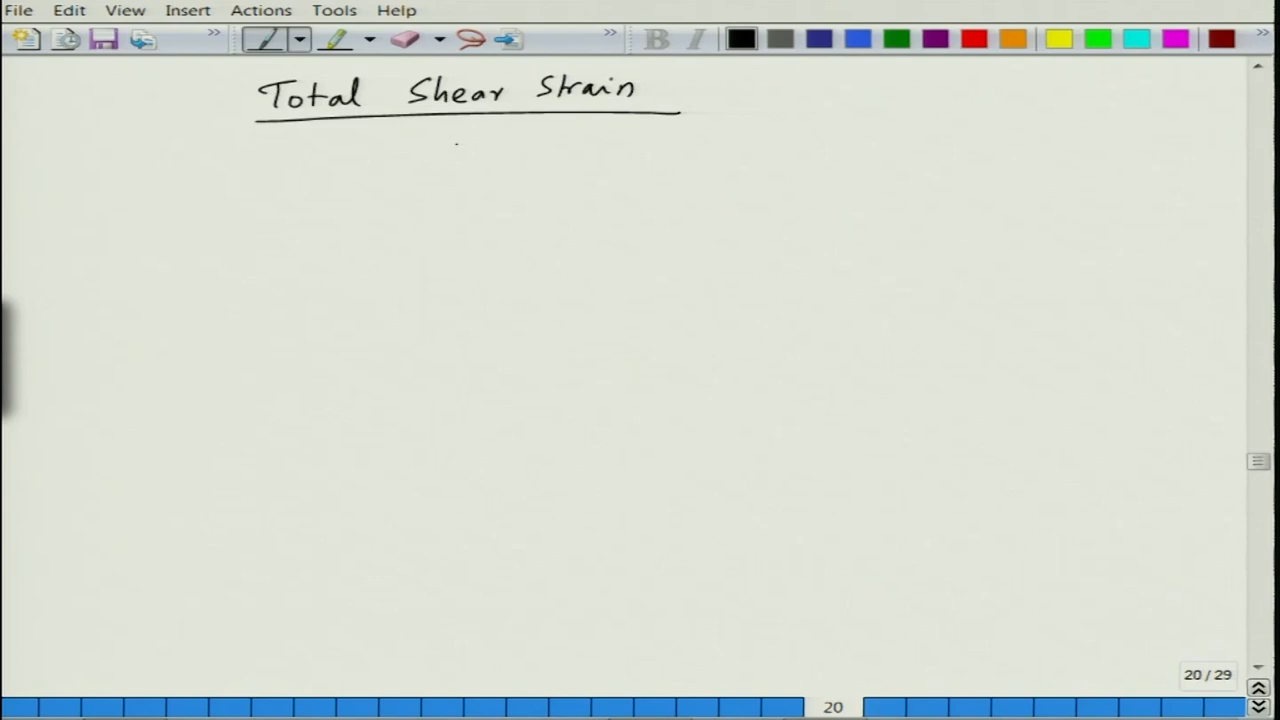 File Edit View Insert Actions Tools Help
B I
Total Shear Strain
20 / 29
20